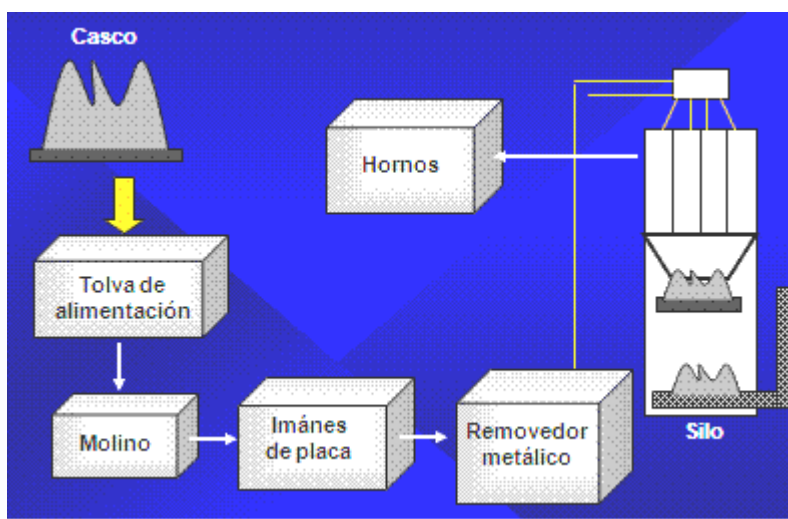 Casco
Hornos
Tolva de
alimentación
Molino
Imánes
de placa
Removedor
metálico
Silo